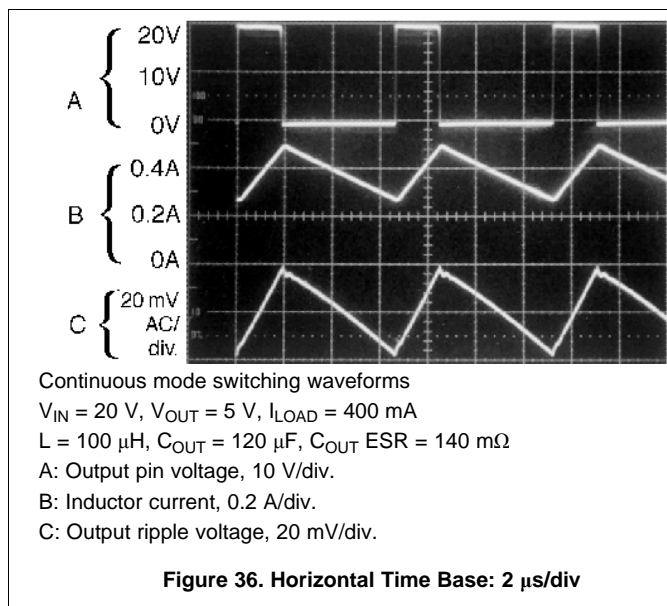 20V
10V
A
0V
0.4A
B
0.2A
0A
20 mV
C
AC/
div.
Continuous mode switching waveforms
V_IN = 20 V, V_OUT = 5 V, I_LOAD = 400 mA
L = 100 μH, C_OUT = 120 μF, C_OUT ESR = 140 mΩ
A: Output pin voltage, 10 V/div.
B: Inductor current, 0.2 A/div.
C: Output ripple voltage, 20 mV/div.
Figure 36. Horizontal Time Base: 2 μs/div